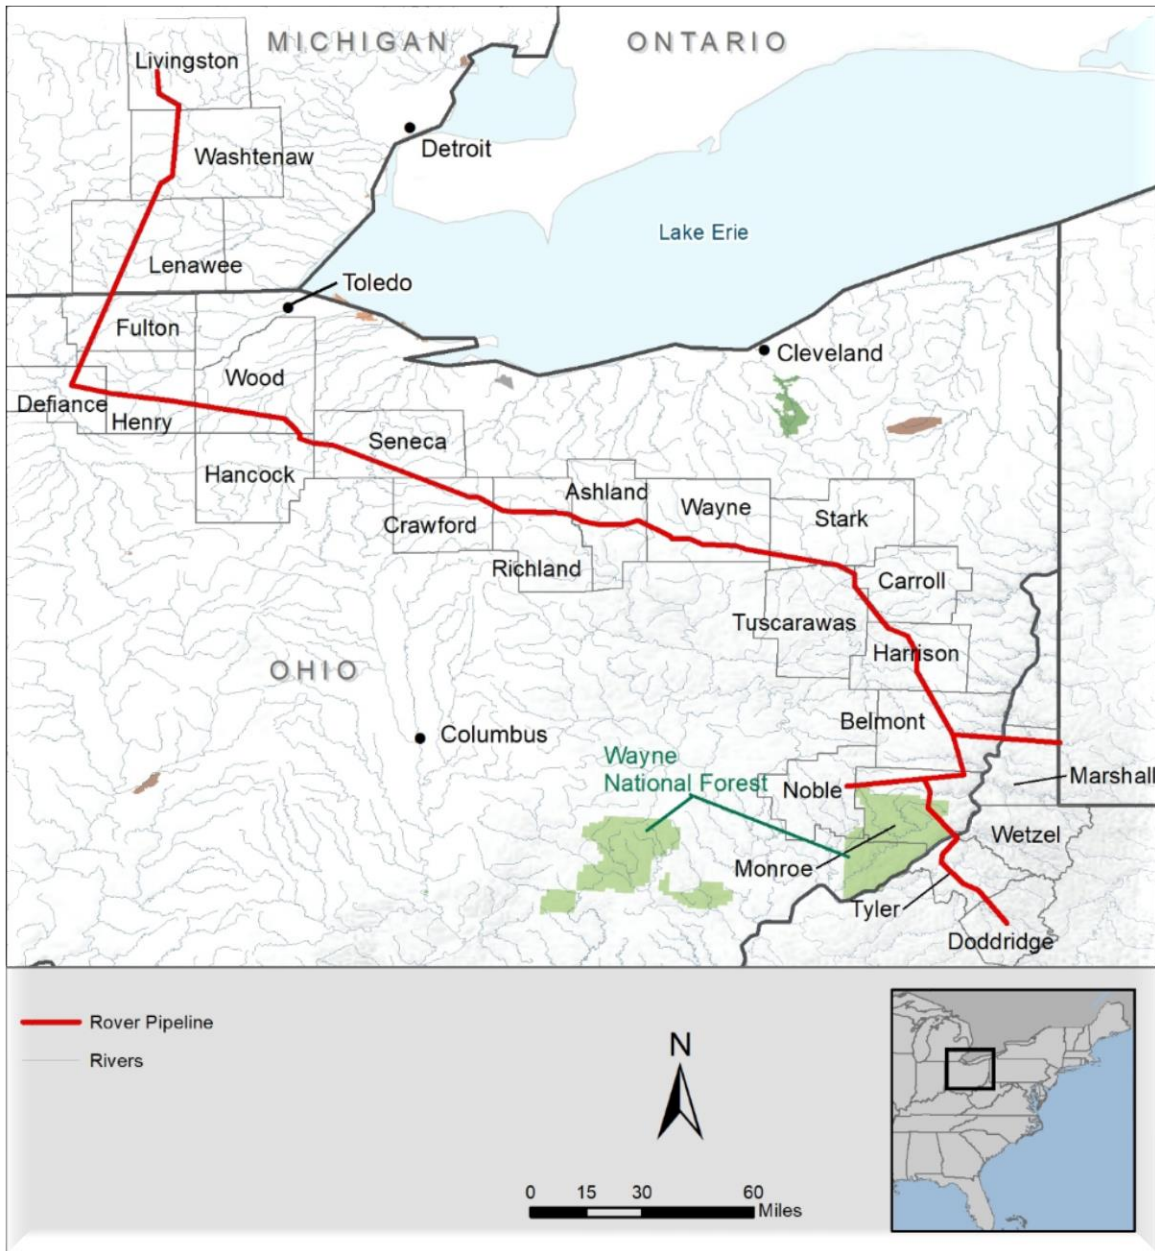 MICHIGAN
ONTARIO
Livingston
Detroit
Washtenaw
Lake Erie
Lenawee
Toledo
Fulton
Cleveland
Wood
Defiance
Henry
Seneca
Hancock
Ashland
Wayne
Stark
Crawford
Richland
Carroll
Tuscarawas
Harrison
OHIO
Belmont
Columbus
Wayne
National Forest
Marshall
Noble
Wetzel
Monroe
Tyler
Doddridge
Rover Pipeline
Rivers
N
0 15 30 60
Miles